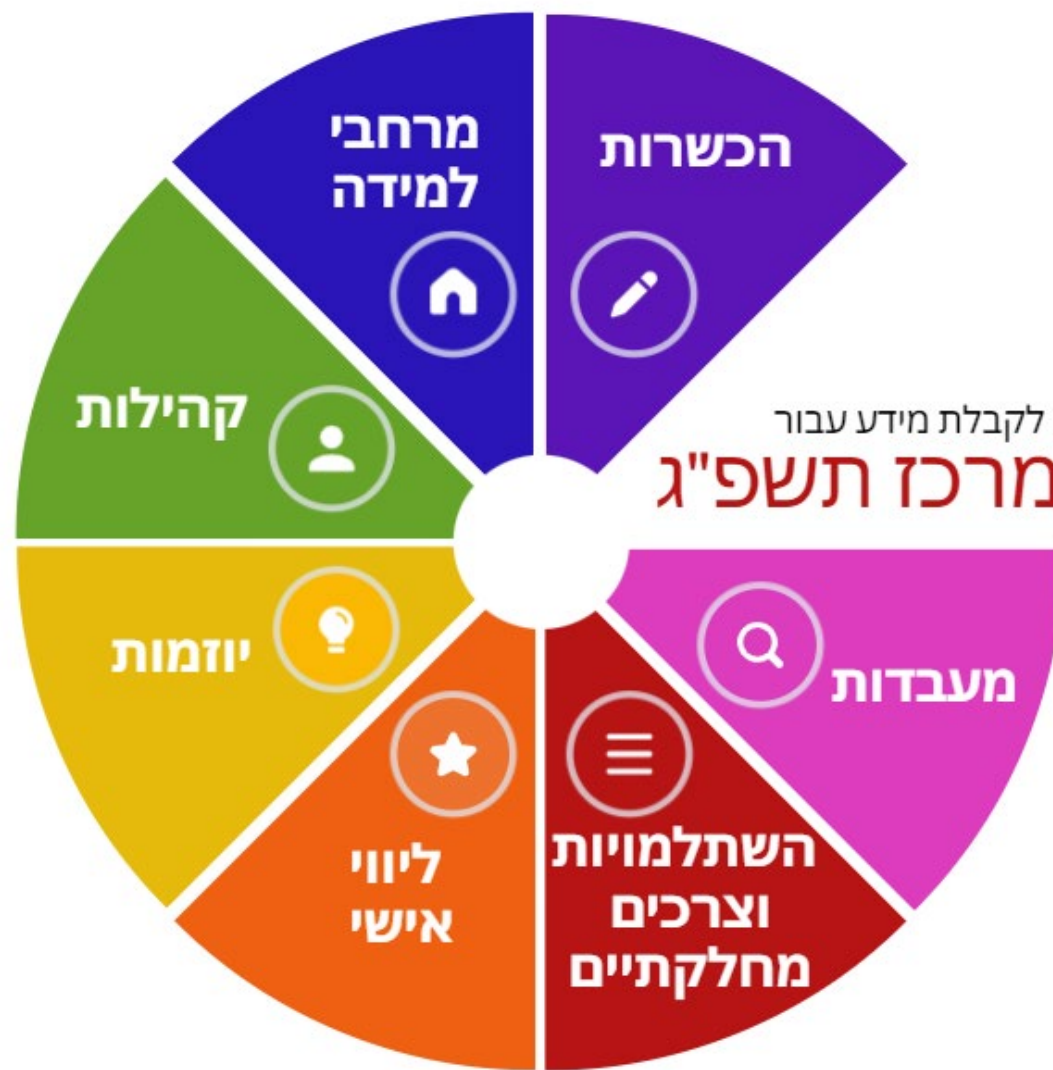 הכשרות
מרחבי
למידה
קהילות
יוזמות
ליווי
אישי
השתלמויות
וצרכים
מחלקתיים
מעבדות
לקבלת מידע עבור
מרכז תשפ"ג